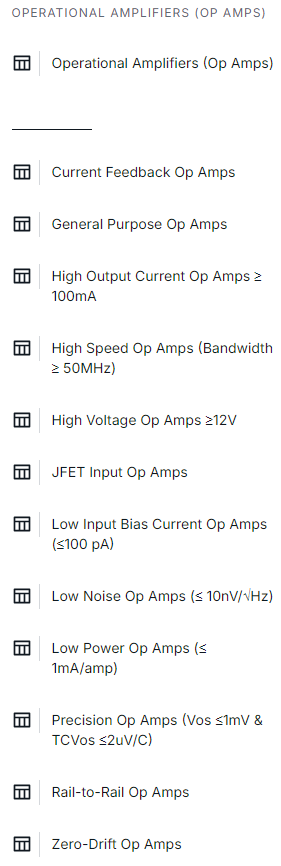 OPERATIONAL AMPLIFIERS (OP AMPS)
Operational Amplifiers (Op Amps)
Current Feedback Op Amps
General Purpose Op Amps
High Output Current Op Amps ≥
100mA
High Speed Op Amps (Bandwidth
≥ 50MHz)
High Voltage Op Amps ≥12V
JFET Input Op Amps
Low Input Bias Current Op Amps
(≤100 pA)
Low Noise Op Amps (≤ 10nV/√Hz)
Low Power Op Amps (≤
1mA/amp)
Precision Op Amps (Vos ≤1mV &
TCVos ≤2uV/C)
Rail-to-Rail Op Amps
Zero-Drift Op Amps